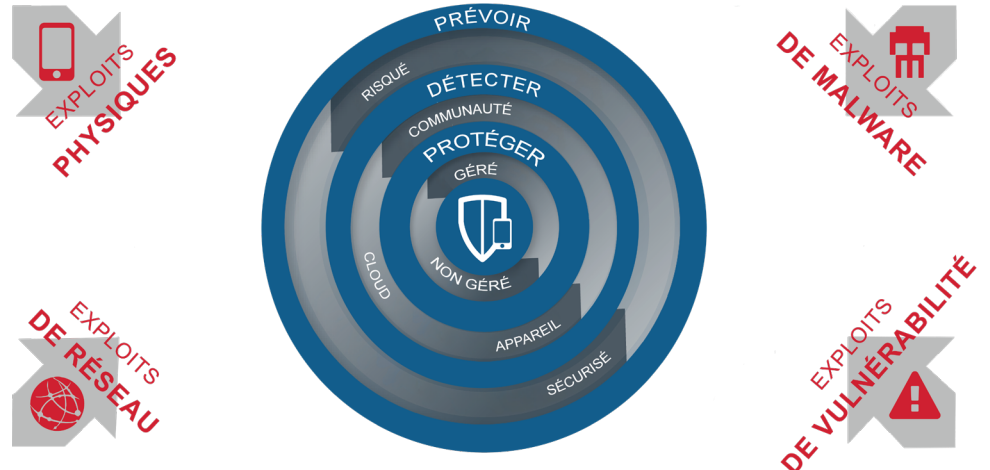 EXPLOITS
PHYSIQUES
PRÉVOIR
RISQUÉ
DÉTECTER
COMMUNAUTÉ
PROTÉGER
GÉRÉ
NON GÉRÉ
CLOUD
APPAREIL
SÉCURISÉ
EXPLOITS
DE MALWARE
EXPLOITS
DE RÉSEAU
EXPLOITS
DE VULNÉRABILITÉ